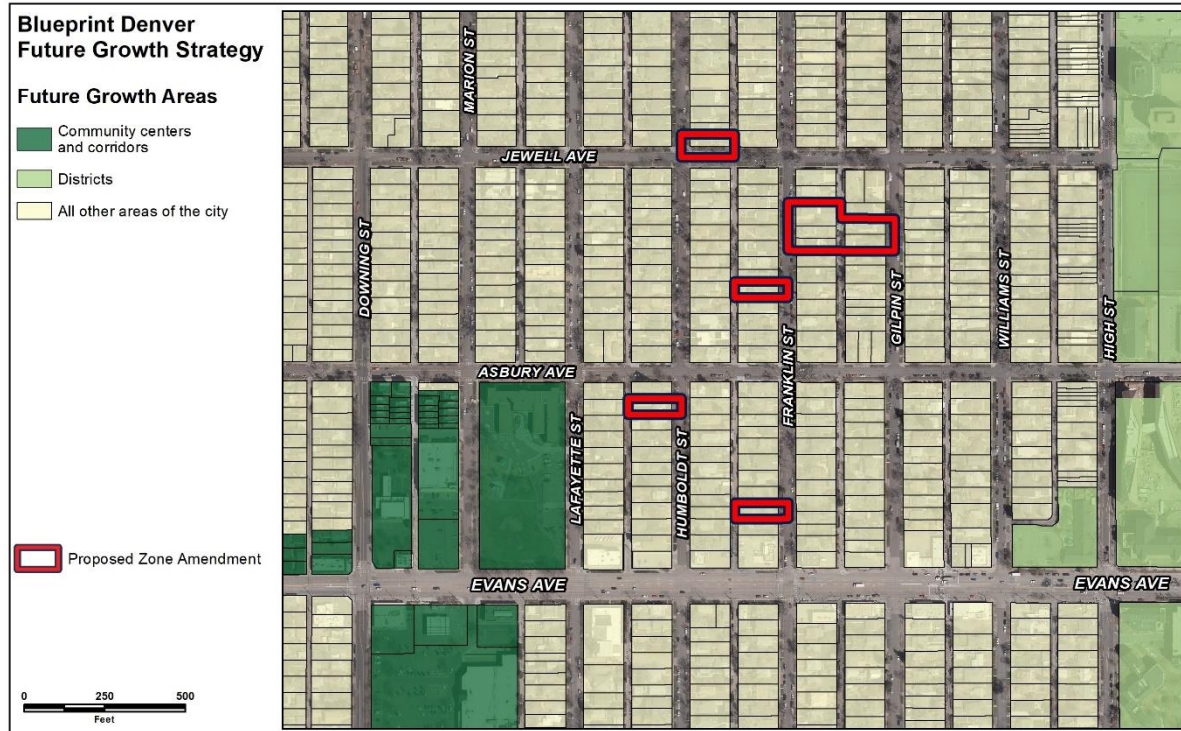 Blueprint Denver
Future Growth Strategy
Future Growth Areas
Community centers
and corridors
Districts
All other areas of the city
Proposed Zone Amendment
0 250 500
Feet
MARION ST
JEWELL AVE
DOWNING ST
FRANKLIN ST
GILPIN ST
WILLIAMS ST
HIGH ST
ASBURY AVE
LAFAYETTE ST
HUMBOLDT ST
EVANS AVE
EVANS AVE